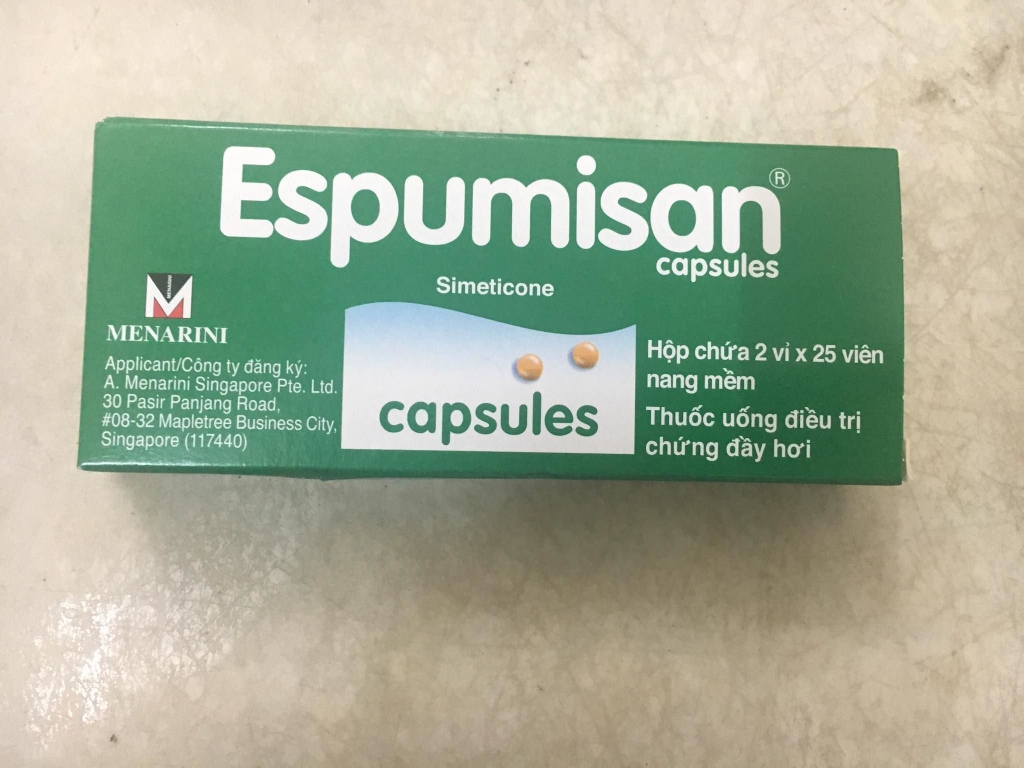 Espumisan®
capsules
Simeticone
MENARINI
MENARINI
Applicant/Công ty đăng ký:
A. Menarini Singapore Pte. Ltd.
30 Pasir Panjang Road,
#08-32 Mapletree Business City,
Singapore (117440)
capsules
Hộp chứa 2 vỉ x 25 viên
nang mềm
Thuốc uống điều trị
chứng đầy hơi